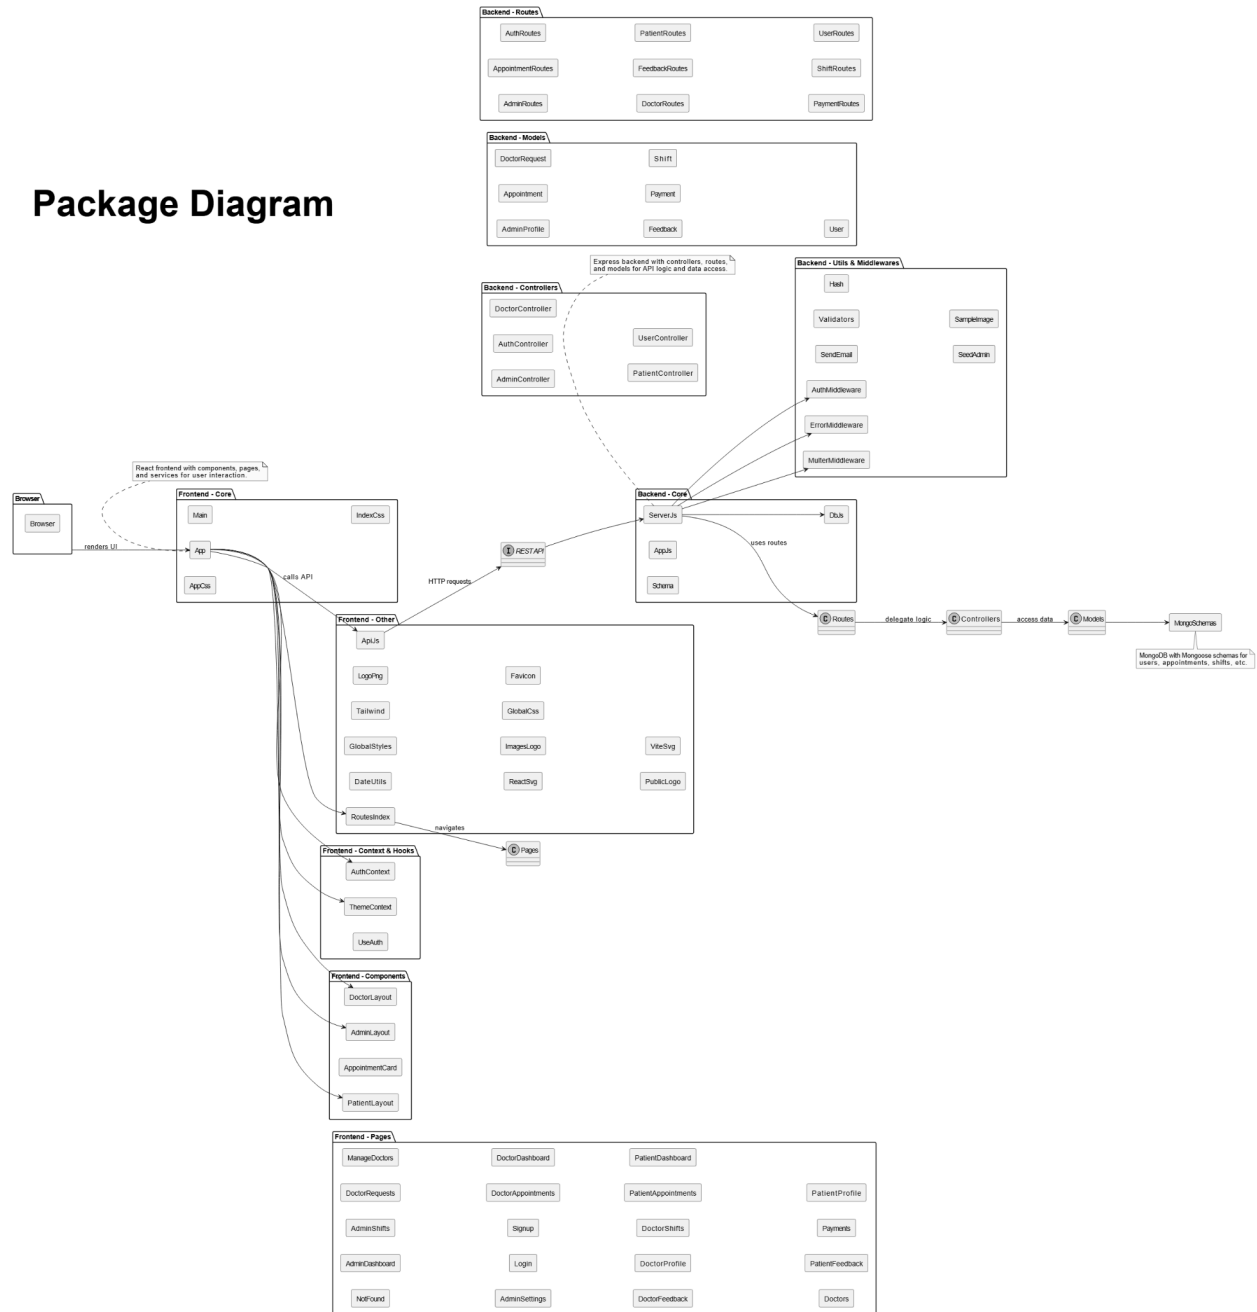 Backend - Routes
AuthRoutes
PatientRoutes
UserRoutes
AppointmentRoutes
FeedbackRoutes
ShiftRoutes
AdminRoutes
DoctorRoutes
PaymentRoutes
Backend - Models
DoctorRequest
Shift
Appointment
Payment
AdminProfile
Feedback
User
Package Diagram
Express backend with controllers, routes,
and models for API logic and data access.
Backend - Utils & Middlewares
Hash
Validators
SampleImage
SendEmail
SeedAdmin
AuthMiddleware
ErrorMiddleware
MulterMiddleware
Backend - Controllers
DoctorController
AuthController
UserController
AdminController
PatientController
React frontend with components, pages,
and services for user interaction.
Browser
Browser
renders UI
Frontend - Core
Main
IndexCss
App
AppCss
calls API
HTTP requests
I REST API
Backend - Core
ServerJs
DbJs
AppJs
Schema
uses routes
C Routes
delegate logic
C Controllers
access data
C Models
MongoSchemas
MongoDB with Mongoose schemas for
users, appointments, shifts, etc.
Frontend - Other
ApiJs
LogoPng
Favicon
Tailwind
GlobalCss
GlobalStyles
ImagesLogo
ViteSvg
DateUtils
ReactSvg
PublicLogo
RoutesIndex
navigates
C Pages
Frontend - Context & Hooks
AuthContext
ThemeContext
UseAuth
Frontend - Components
DoctorLayout
AdminLayout
AppointmentCard
PatientLayout
Frontend - Pages
ManageDoctors
DoctorDashboard
PatientDashboard
DoctorRequests
DoctorAppointments
PatientAppointments
PatientProfile
AdminShifts
Signup
DoctorShifts
Payments
AdminDashboard
Login
DoctorProfile
PatientFeedback
NotFound
AdminSettings
DoctorFeedback
Doctors